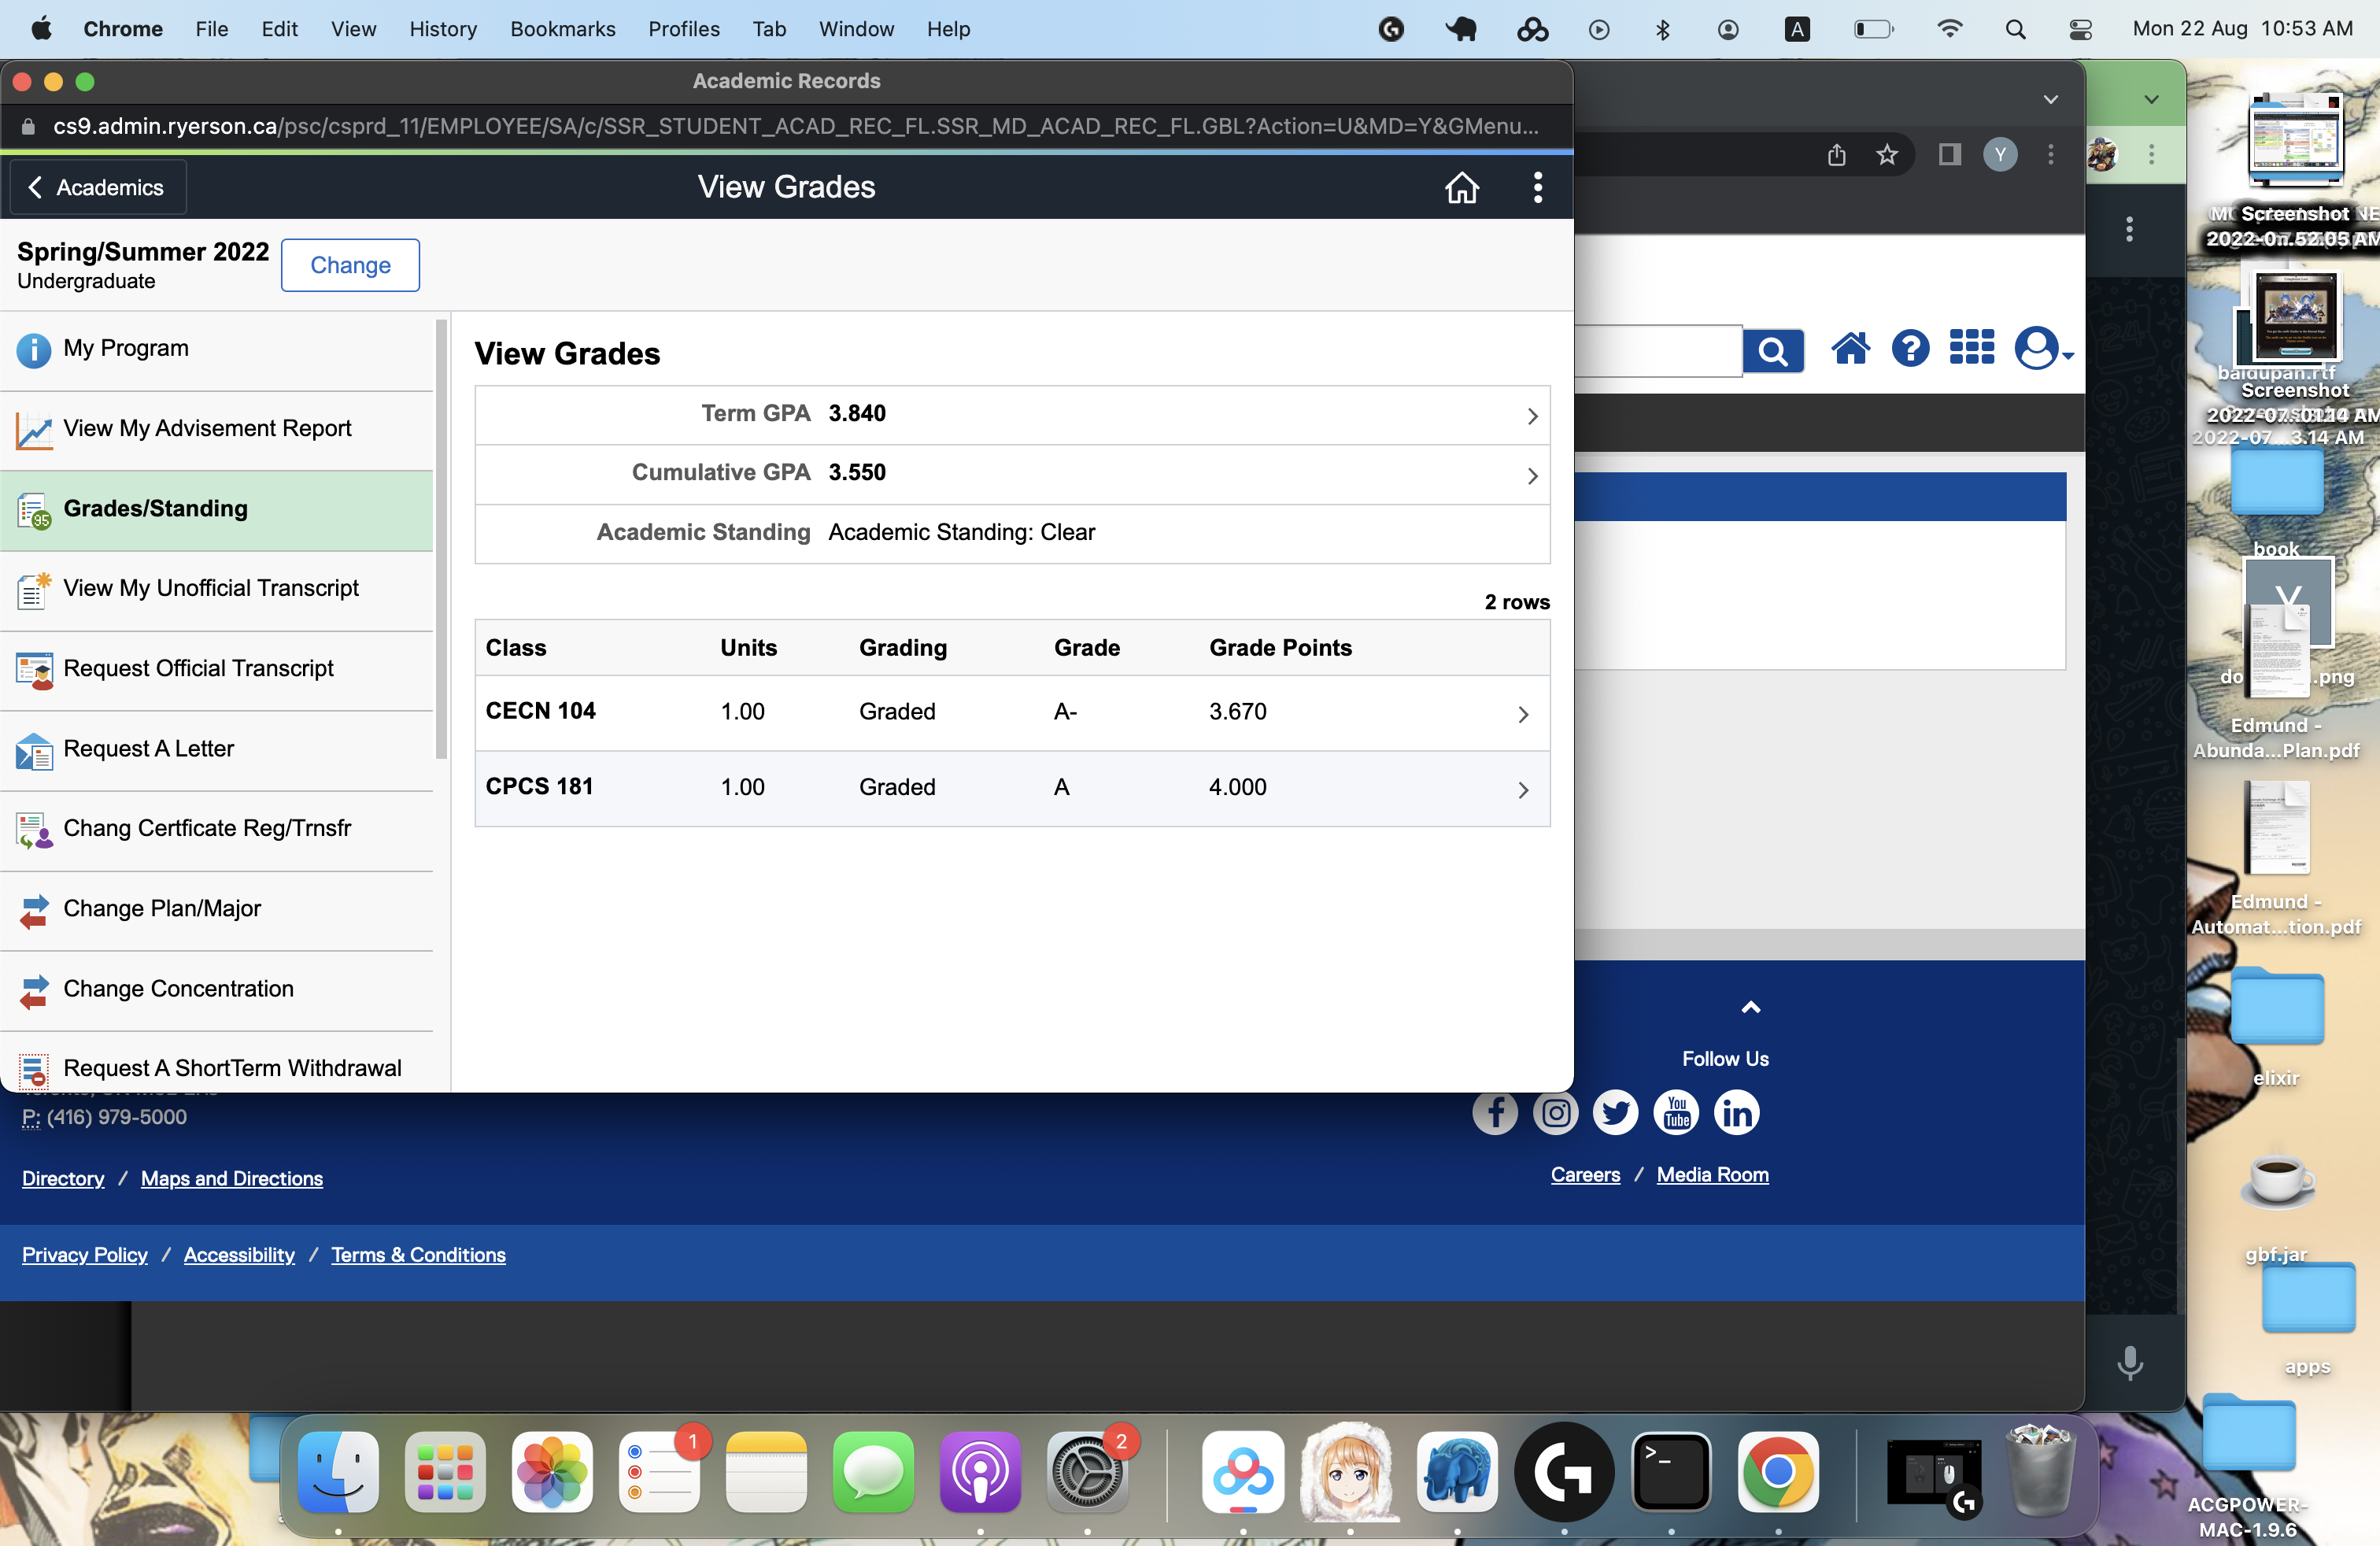 Chrome File Edit View History Bookmarks Profiles Tab Window Help A Mon 22 Aug 10:53 AM
Academic Records
cs9.admin.ryerson.ca/psc/csprd_11/EMPLOYEE/SA/c/SSR_STUDENT_ACAD_REC_FL.SSR_MD_ACAD_REC_FL.GBL?Action=U&MD=Y&GMenu...
Academics View Grades
Y
Spring/Summer 2022
Undergraduate
Change
My Program
View My Advisement Report
95 Grades/Standing
View My Unofficial Transcript
Request Official Transcript
Request A Letter
Chang Certficate Reg/Trnsfr
Change Plan/Major
Change Concentration
Request A ShortTerm Withdrawal
View Grades
Term GPA 3.840
Cumulative GPA 3.550
Academic Standing Academic Standing: Clear
2 rows
Class Units Grading Grade Grade Points
CECN 104 1.00 Graded A- 3.670
CPCS 181 1.00 Graded A 4.000
P: (416) 979-5000
Directory / Maps and Directions
Privacy Policy / Accessibility / Terms & Conditions
Follow Us
You Tube
in
Careers / Media Room
Screenshot
baidupan.rtf
Screenshot
2022-07...3.14 AM
book
Y
.png
Edmund -
Abunda...Plan.pdf
Edmund -
Automat...tion.pdf
elixir
gbf.jar
apps
ACGPOWER-
MAC-1.9.6
1
2